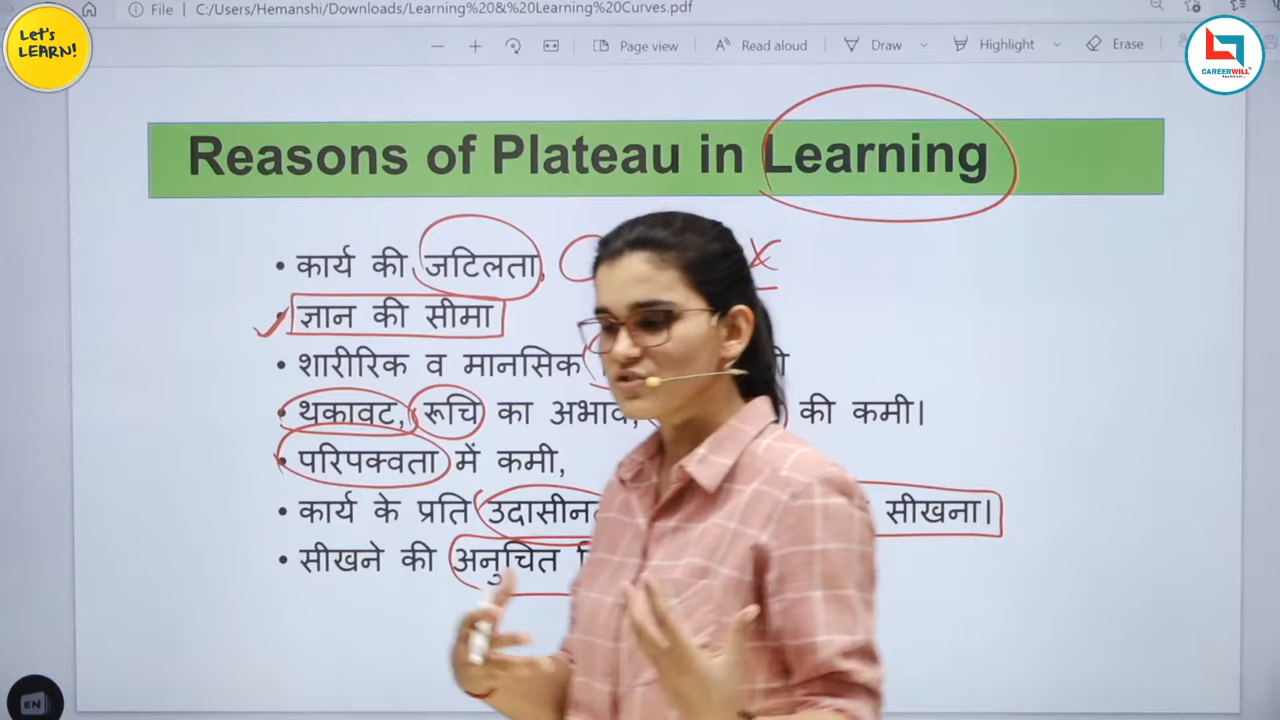 Let's
LEARN!
File | C:/Users/Hemanshi/Downloads/Learning%20&%20Learning%20Curves.pdf
Page view | Read aloud | Draw | Highlight | Erase
CAREERWILL
Reasons of Plateau in Learning
• कार्य की जटिलता,
• ज्ञान की सीमा
• शारीरिक व मानसिक
• थकावट, रूचि का अभाव, की कमी।
• परिपक्वता में कमी,
• कार्य के प्रति सीखना।
• सीखने की अनुचित
EN